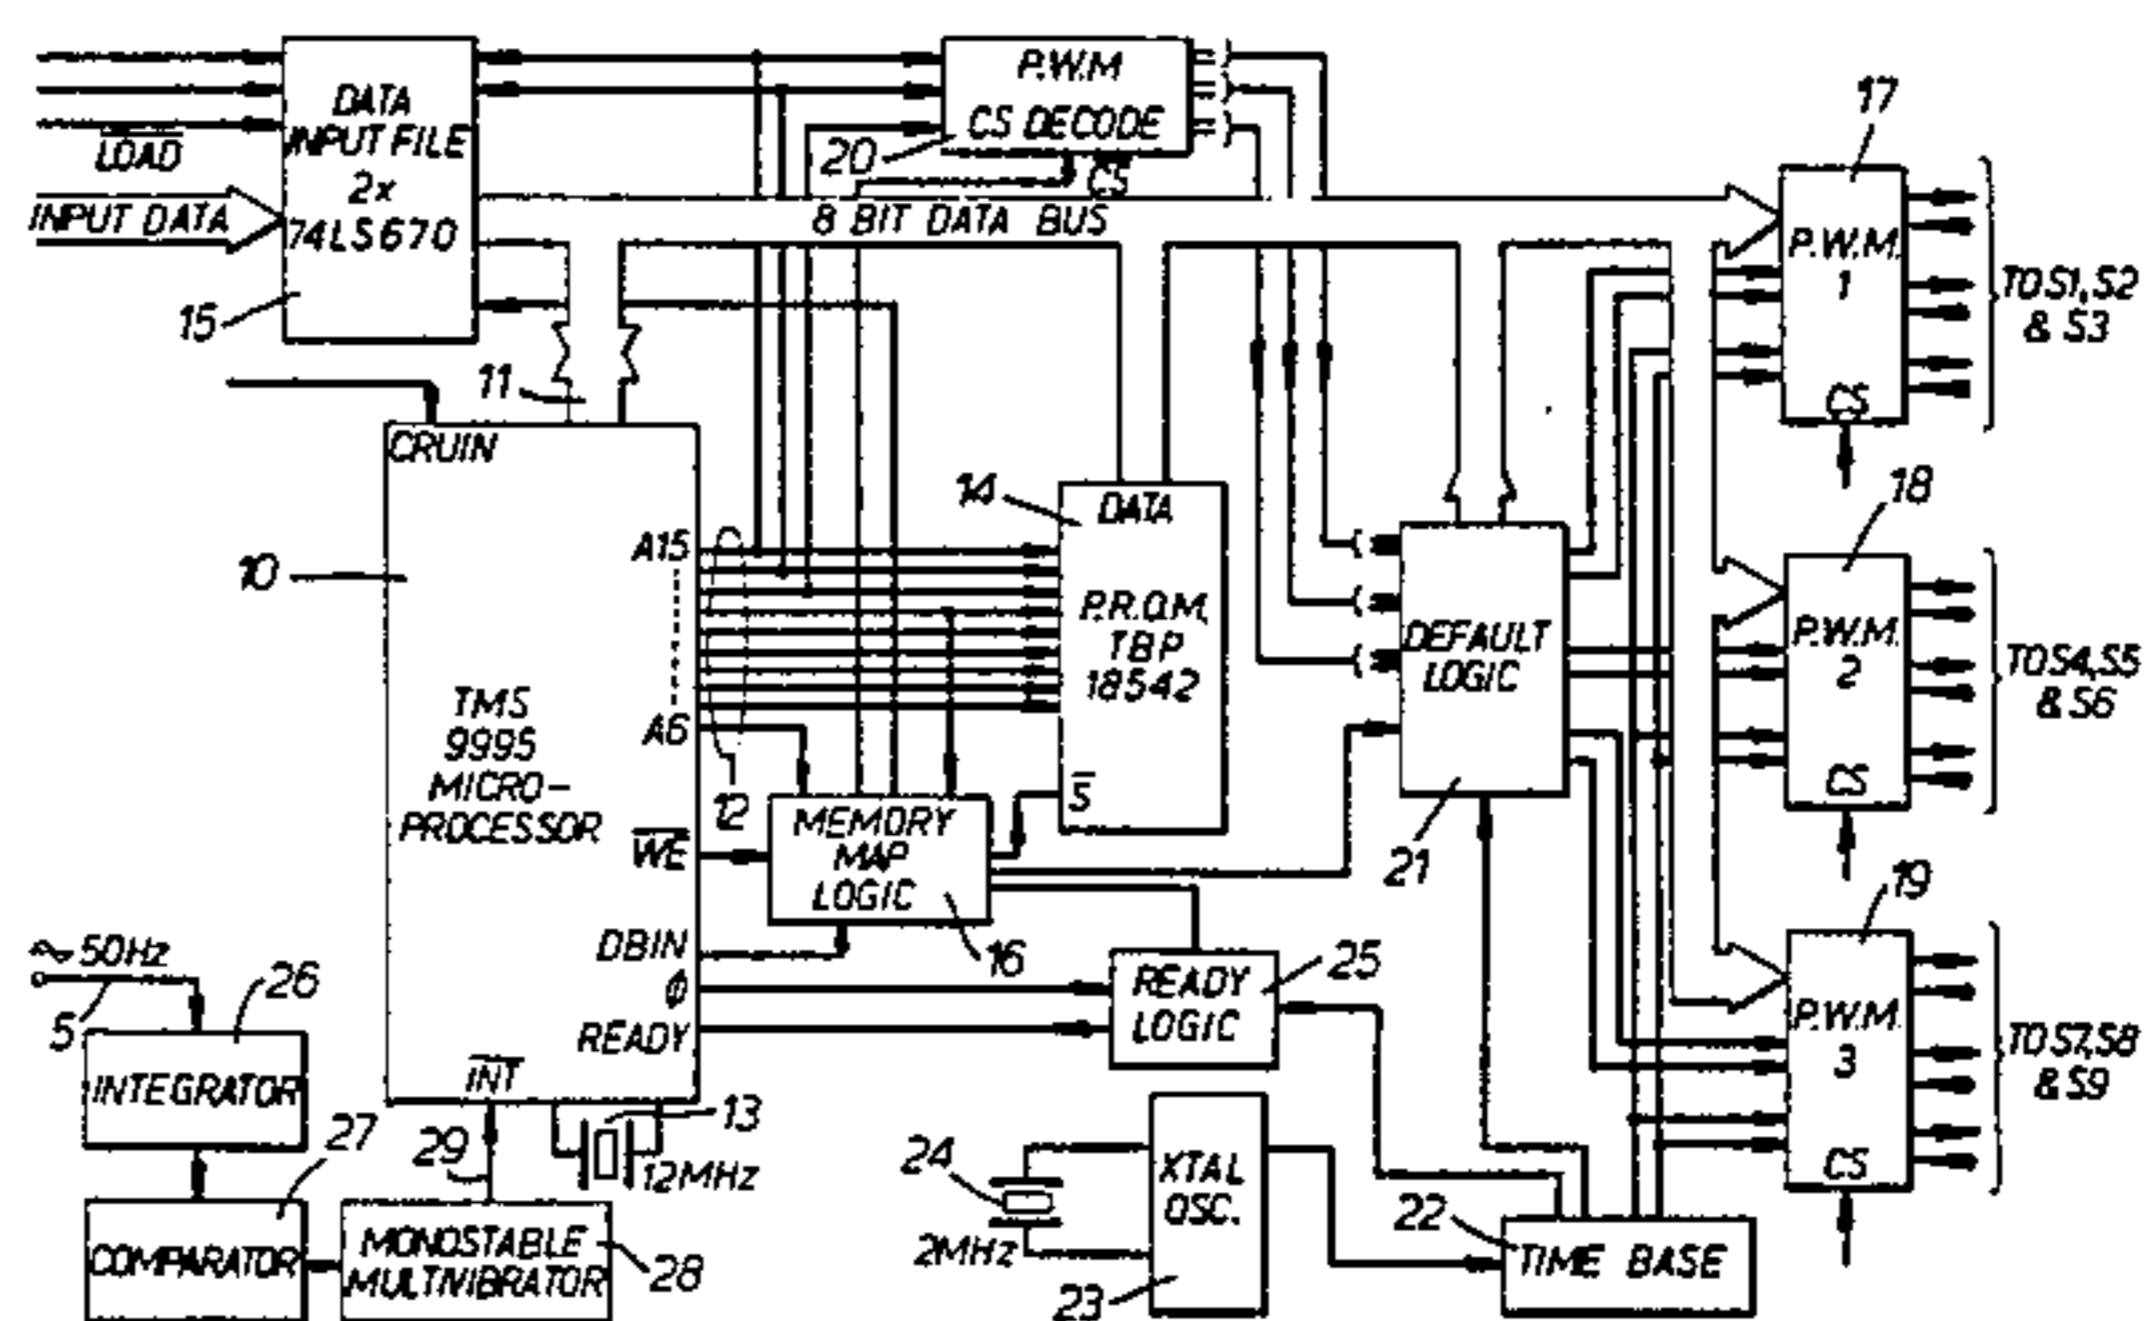 DATA
INPUT FILE
2x
74LS670
LOAD
INPUT DATA
15
P.W.M
CS DECODE
20
CS
8 BIT DATA BUS
17
P.W.M.
1
CS
TO S1, S2
& S3
11
CRUIN
10
TMS
9995
MICRO-
PROCESSOR
A15
A6
12
WE
DBIN
ϕ
READY
INT
14
DATA
P.R.O.M.
TBP
18S42
S
MEMORY
MAP
LOGIC
16
DEFAULT
LOGIC
21
18
P.W.M.
2
CS
TO S4, S5
& S6
19
P.W.M.
3
CS
TO S7, S8
& S9
50Hz
5
26
INTEGRATOR
27
COMPARATOR
29
MONOSTABLE
MULTIVIBRATOR
28
13
12MHz
READY
LOGIC
25
24
2MHz
XTAL
OSC.
23
22
TIME BASE